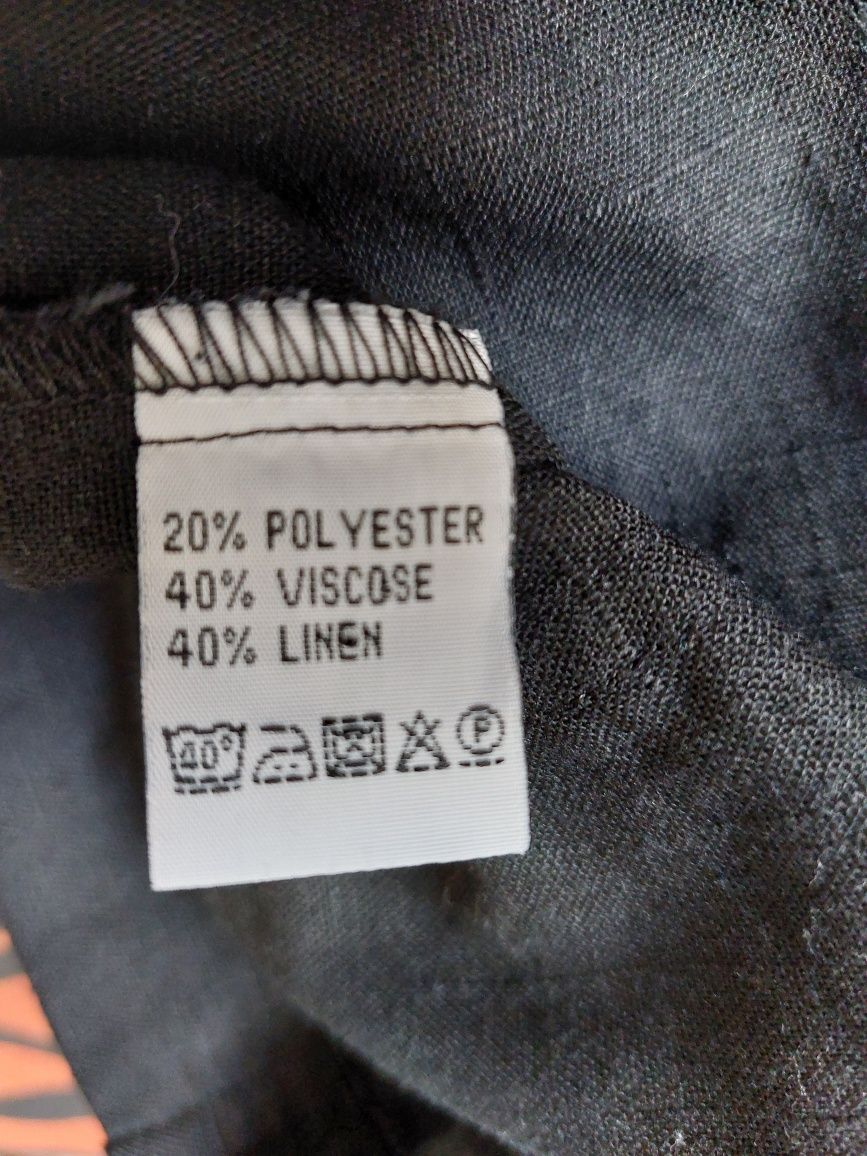 20% POLYESTER
40% VISCOSE
40% LINEN
40° P